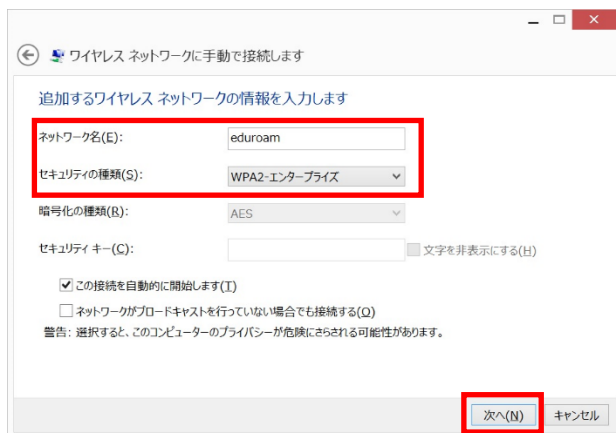 ワイヤレス ネットワークに手動で接続します
追加するワイヤレス ネットワークの情報を入力します
ネットワーク名(E): eduroam
セキュリティの種類(S): WPA2-エンタープライズ
暗号化の種類(R): AES
セキュリティ キー(C): 文字を非表示にする(H)
この接続を自動的に開始します(T)
ネットワークがブロードキャストを行っていない場合でも接続する(O)
警告: 選択すると、このコンピューターのプライバシーが危険にさらされる可能性があります。
次へ(N) キャンセル